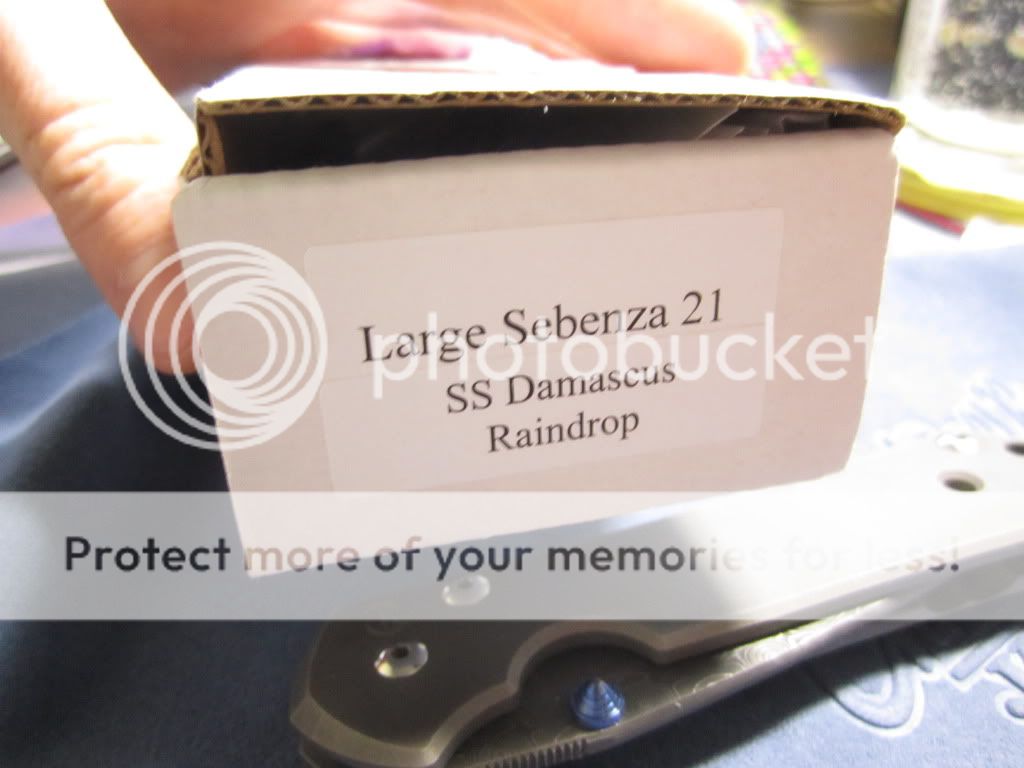 Large Sebenza 21
photobucket
SS Damascus
Raindrop
Protect more of your memories for less!